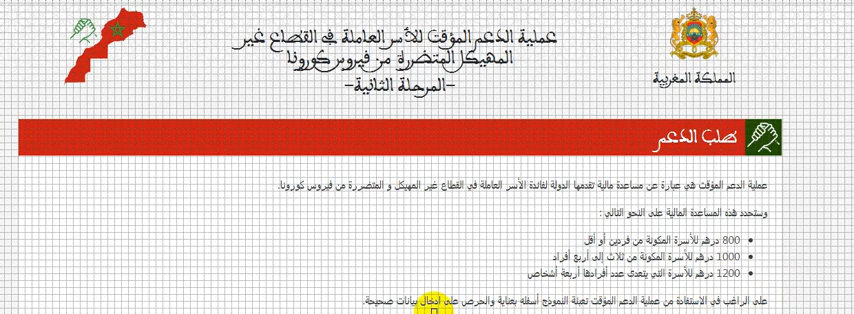 عملية الدعم المؤقت للأسر العاملة في القطاع غير
المهيكل المتضررة من فيروس كورونا
-المرحلة الثانية-
المملكة المغربية
طلب الدعم
عملية الدعم المؤقت هي عبارة عن مساعدة مالية تقدمها الدولة لفائدة الأسر العاملة في القطاع غير المهيكل و المتضررة من فيروس كورونا.
وستحدد هذه المساعدة المالية على النحو التالي :
• 800 درهم للأسرة المكونة من فردين أو أقل
• 1000 درهم للأسرة المكونة من ثلاث إلى أربع أفراد
• 1200 درهم للأسرة التي يتعدى عدد أفرادها أربعة أشخاص
على الراغب في الاستفادة من عملية الدعم المؤقت تعبئة النموذج أسفله بعناية والحرص على إدخال بيانات صحيحة.